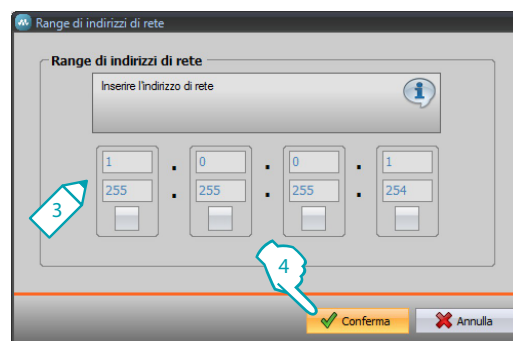 Range di indirizzi di rete
Range di indirizzi di rete
Inserire l'indirizzo di rete
1 . 0 . 0 . 1
255 . 255 . 255 . 254
3
4
Conferma Annulla